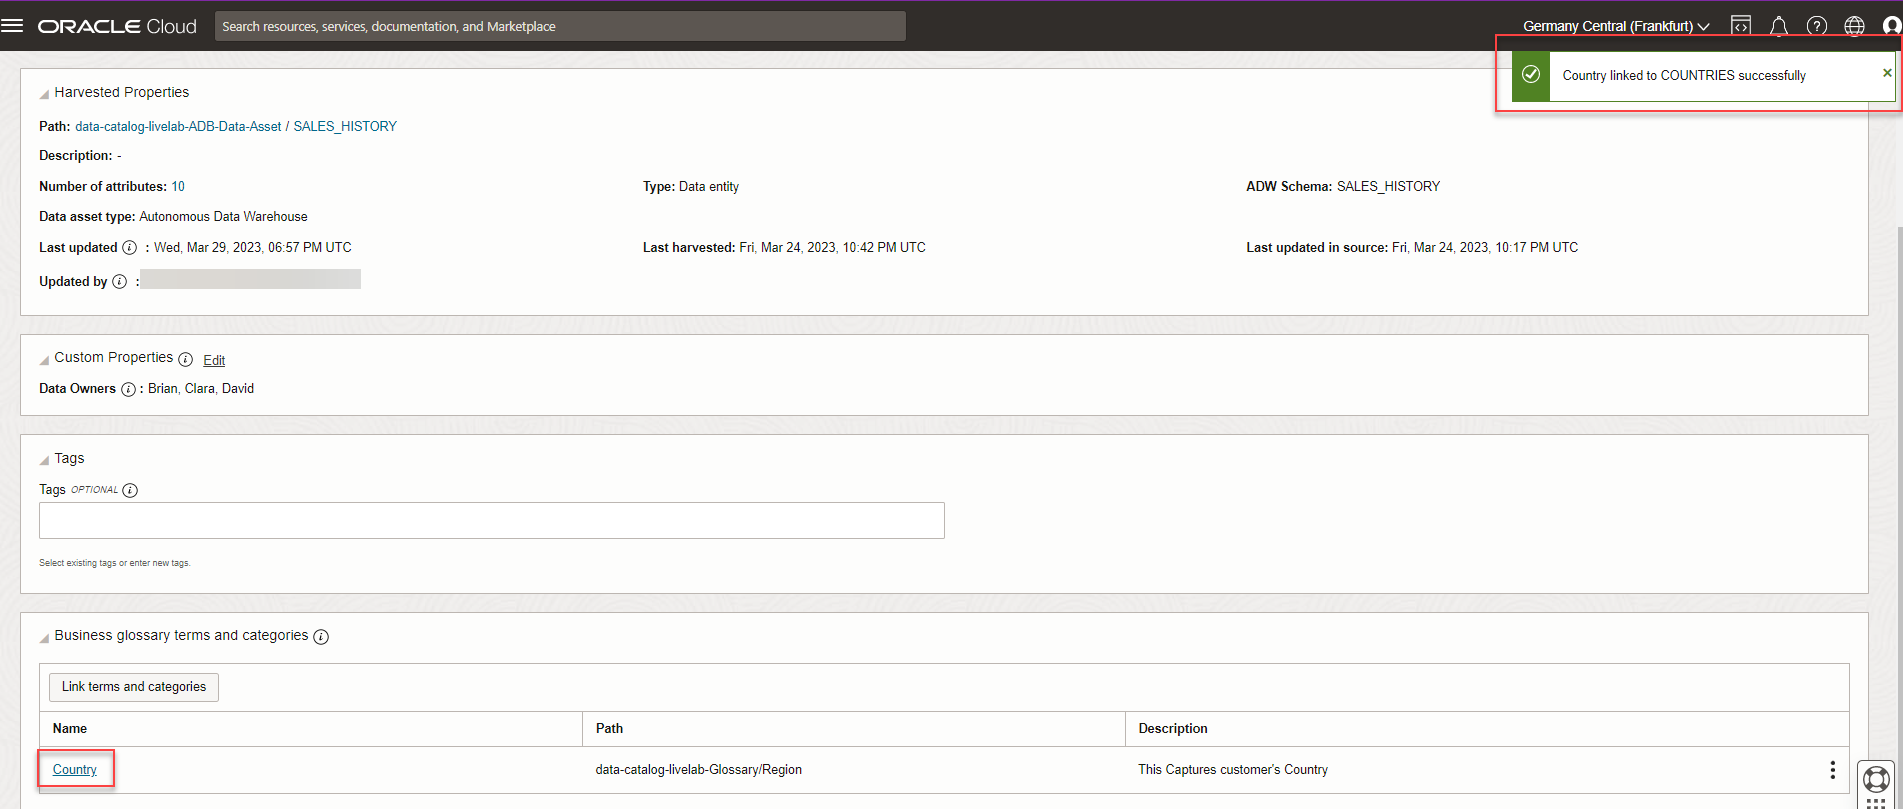 ORACLE Cloud
Search resources, services, documentation, and Marketplace
Germany Central (Frankfurt)
Country linked to COUNTRIES successfully
Harvested Properties
Path: data-catalog-livelab-ADB-Data-Asset / SALES_HISTORY
Description: -
Number of attributes: 10
Type: Data entity
ADW Schema: SALES_HISTORY
Data asset type: Autonomous Data Warehouse
Last updated : Wed, Mar 29, 2023, 06:57 PM UTC
Last harvested: Fri, Mar 24, 2023, 10:42 PM UTC
Last updated in source: Fri, Mar 24, 2023, 10:17 PM UTC
Updated by :
Custom Properties Edit
Data Owners : Brian, Clara, David
Tags
Tags OPTIONAL
Select existing tags or enter new tags.
Business glossary terms and categories
Link terms and categories
Name Path Description
Country data-catalog-livelab-Glossary/Region This Captures customer's Country